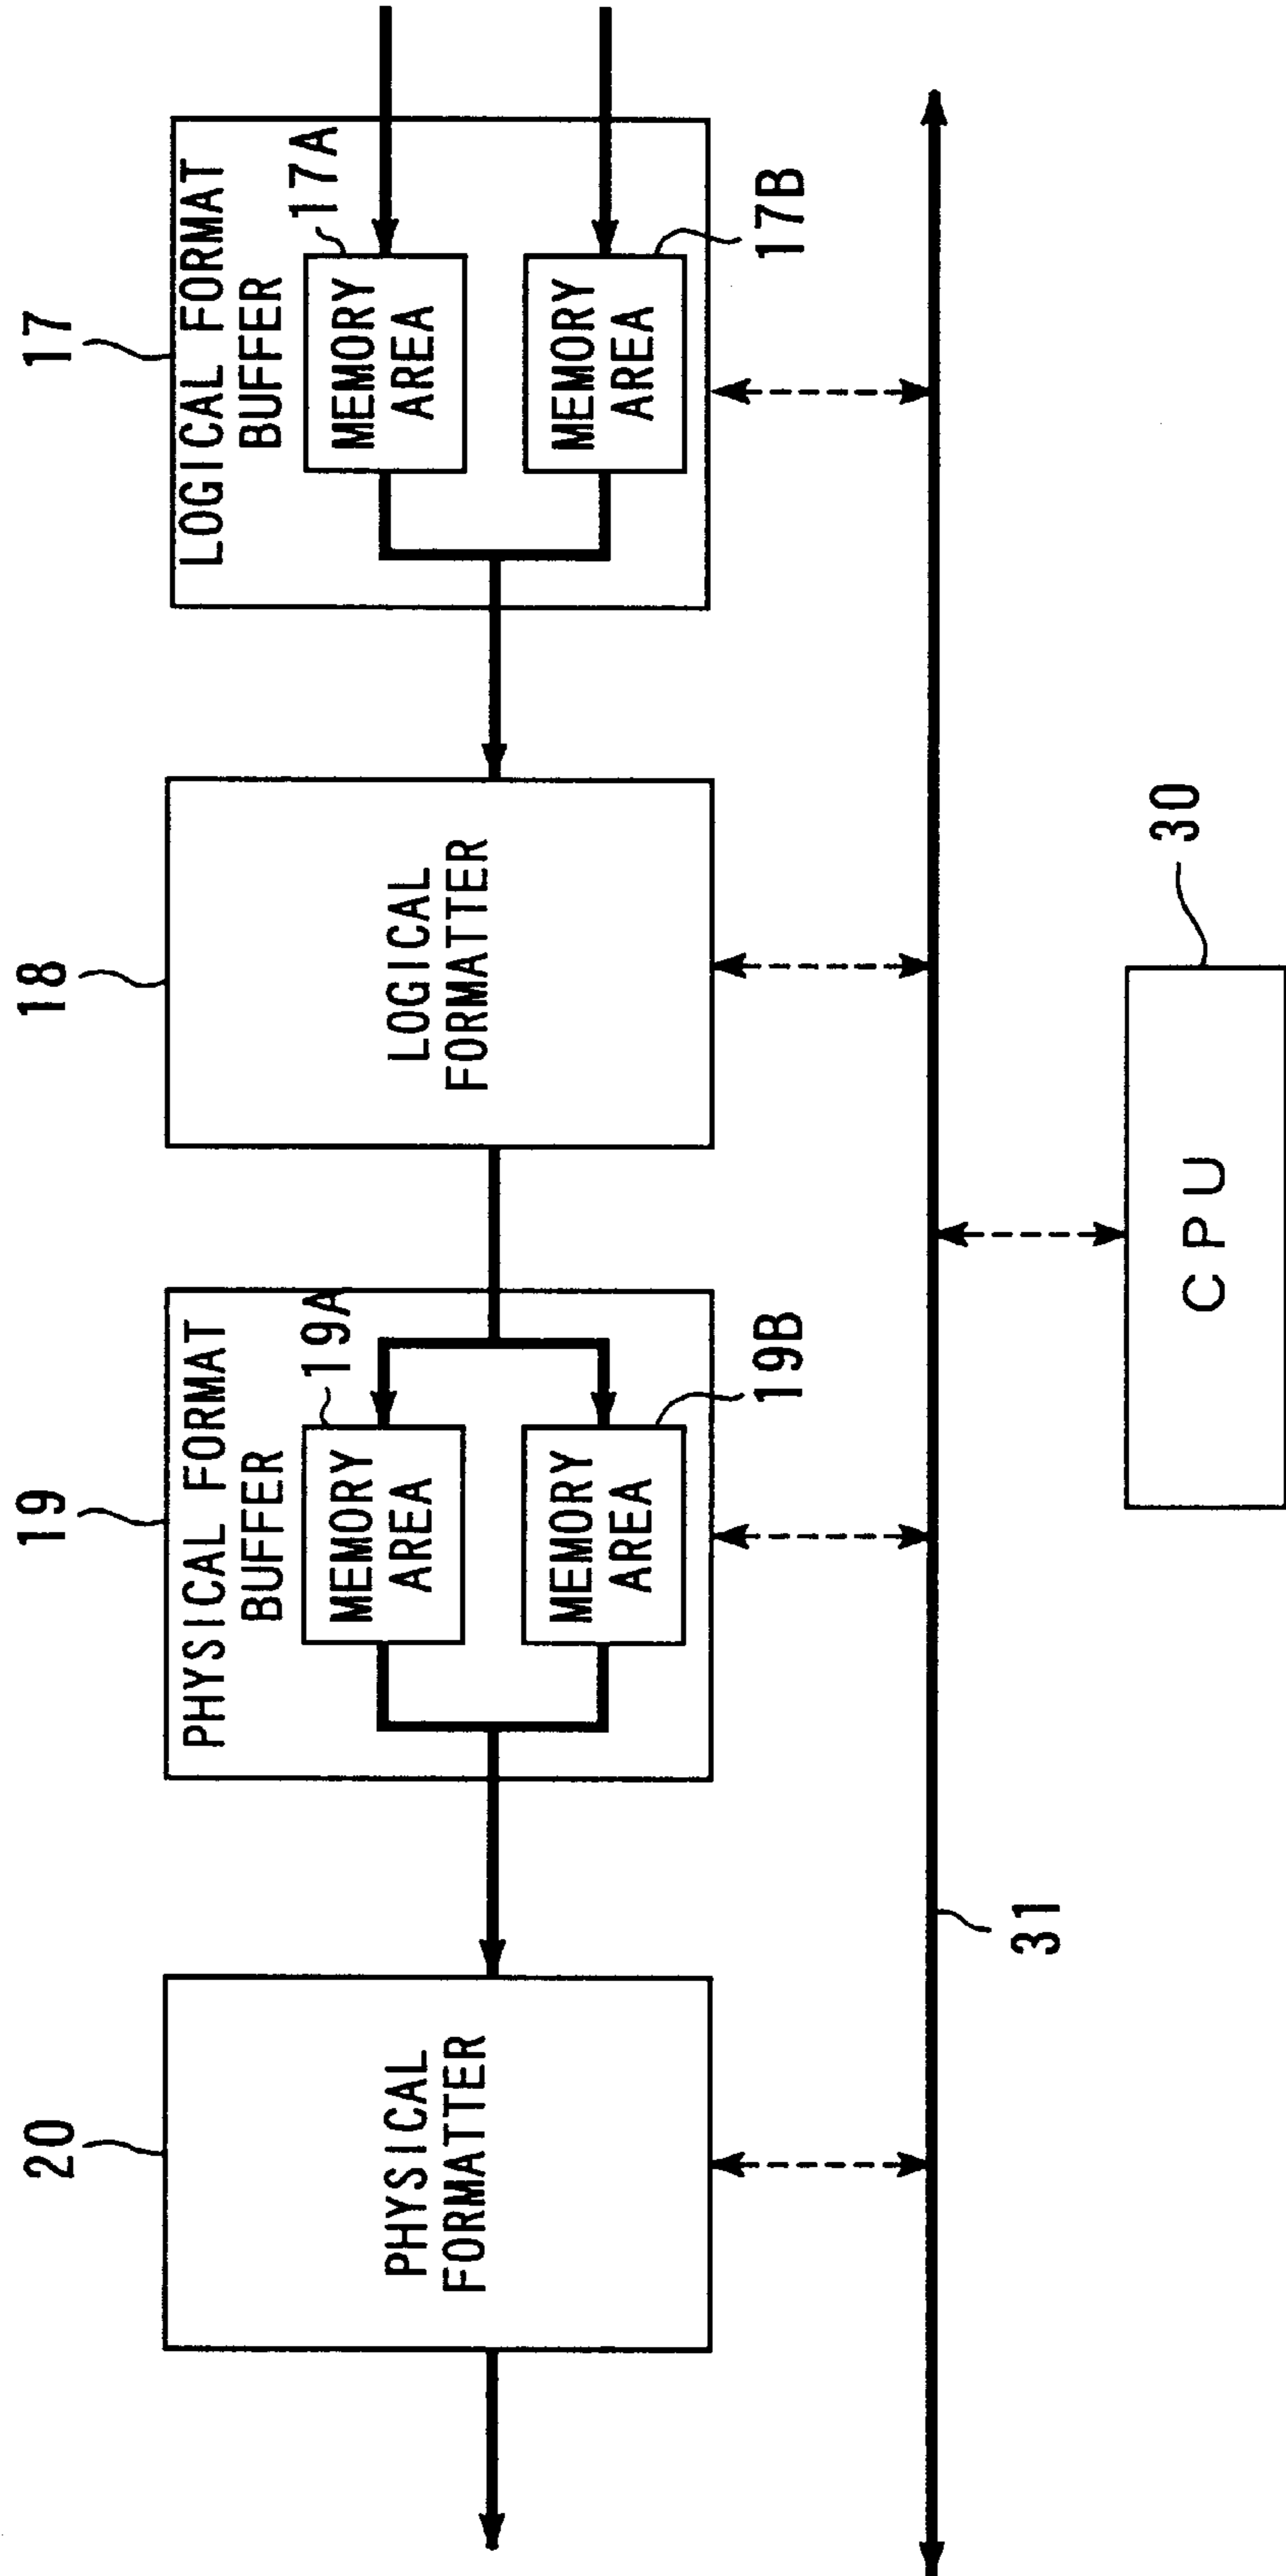 20
PHYSICAL
FORMATTER
19
PHYSICAL FORMAT
BUFFER
19A
MEMORY
AREA
19B
MEMORY
AREA
18
LOGICAL
FORMATTER
17
LOGICAL FORMAT
BUFFER
17A
MEMORY
AREA
17B
MEMORY
AREA
31
30
CPU